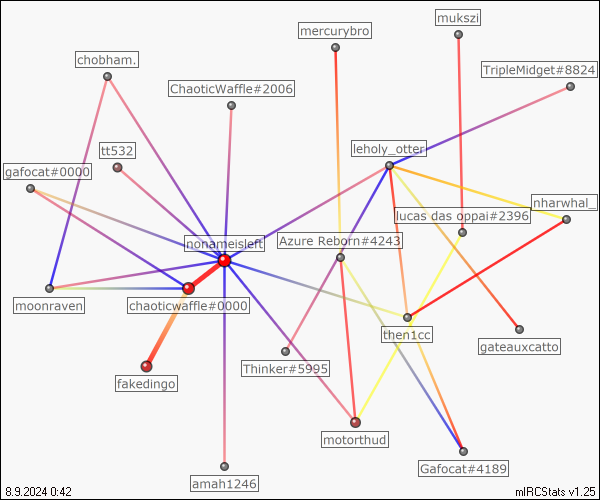 mercurybro
mukszi
chobham.
TripleMidget#8824
ChaoticWaffle#2006
tt532
leholy_otter
gafocat#0000
nharwhal_
lucas das oppai#2396
nonameisleft
Azure Reborn#4243
moonraven
chaoticwaffle#0000
then1cc
gateauxcatto
Thinker#5995
fakedingo
motorthud
Gafocat#4189
amah1246
8.9.2024 0:42
mIRCStats v1.25